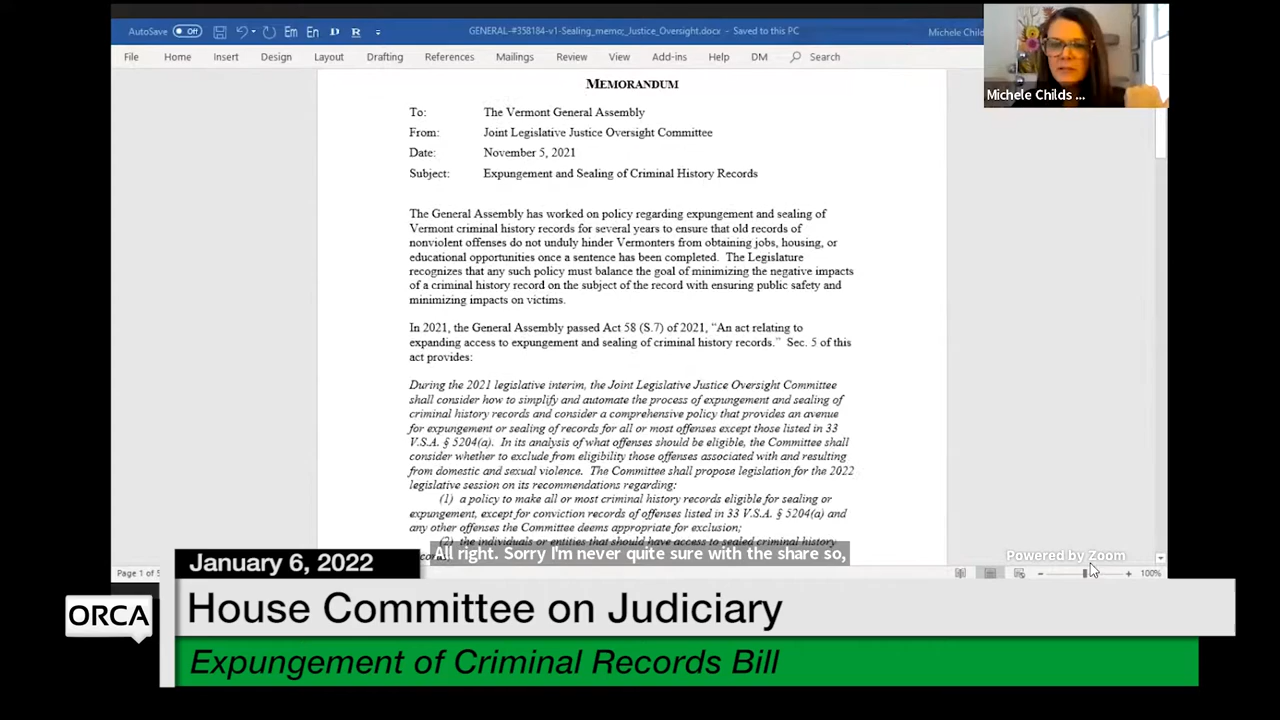 AutoSave Off Em En D R GENERAL-#358184-v1-Sealing_memo;_Justice_Oversight.docx - Saved to this PC Michele Chi
File Home Insert Design Layout References Mailings Review View Add-ins Help DM Search
Michele Childs ...
MEMORANDUM
To: The Vermont General Assembly
From: Joint Legislative Justice Oversight Committee
Date: November 5, 2021
Subject: Expungement and Sealing of Criminal History Records
The General Assembly has worked on policy regarding expungement and sealing of
Vermont criminal history records for several years to ensure that old records of
nonviolent offenses do not unduly hinder Vermonters from obtaining jobs, housing, or
educational opportunities once a sentence has been completed. The Legislature
recognizes that any such policy must balance the goal of minimizing the negative impacts
of a criminal history record on the subject of the record with ensuring public safety and
minimizing impacts on victims.
In 2021, the General Assembly passed Act 58 (S.7) of 2021, “An act relating to
expanding access to expungement and sealing of criminal history records.” Sec. 5 of this
act provides:
During the 2021 legislative interim, the Joint Legislative Justice Oversight Committee
shall consider how to simplify and automate the process of expungement and sealing of
criminal history records and consider a comprehensive policy that provides an avenue
for expungement or sealing of records for all or most offenses except those listed in 33
V.S.A. § 5204(a). In its analysis of what offenses should be eligible, the Committee shall
consider whether to exclude from eligibility those offenses associated with and resulting
from domestic and sexual violence. The Committee shall propose legislation for the 2022
legislative session on its recommendations regarding:
(1) a policy to make all or most criminal history records eligible for sealing or
expungement, except for conviction records of offenses listed in 33 V.S.A. § 5204(a) and
any other offenses the Committee deems appropriate for exclusion;
(2) the individuals or entities that should have access to sealed criminal history
All right. Sorry I'm never quite sure with the share so,
Powered by Zoom
Page 1 of 100%
January 6, 2022
ORCA
House Committee on Judiciary
Expungement of Criminal Records Bill